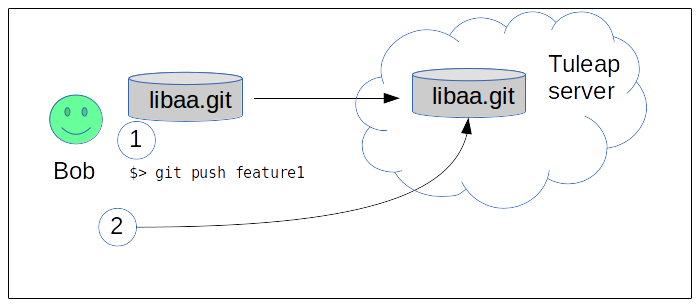 libaa.git
libaa.git
Tuleap
server
1
Bob
$> git push feature1
2